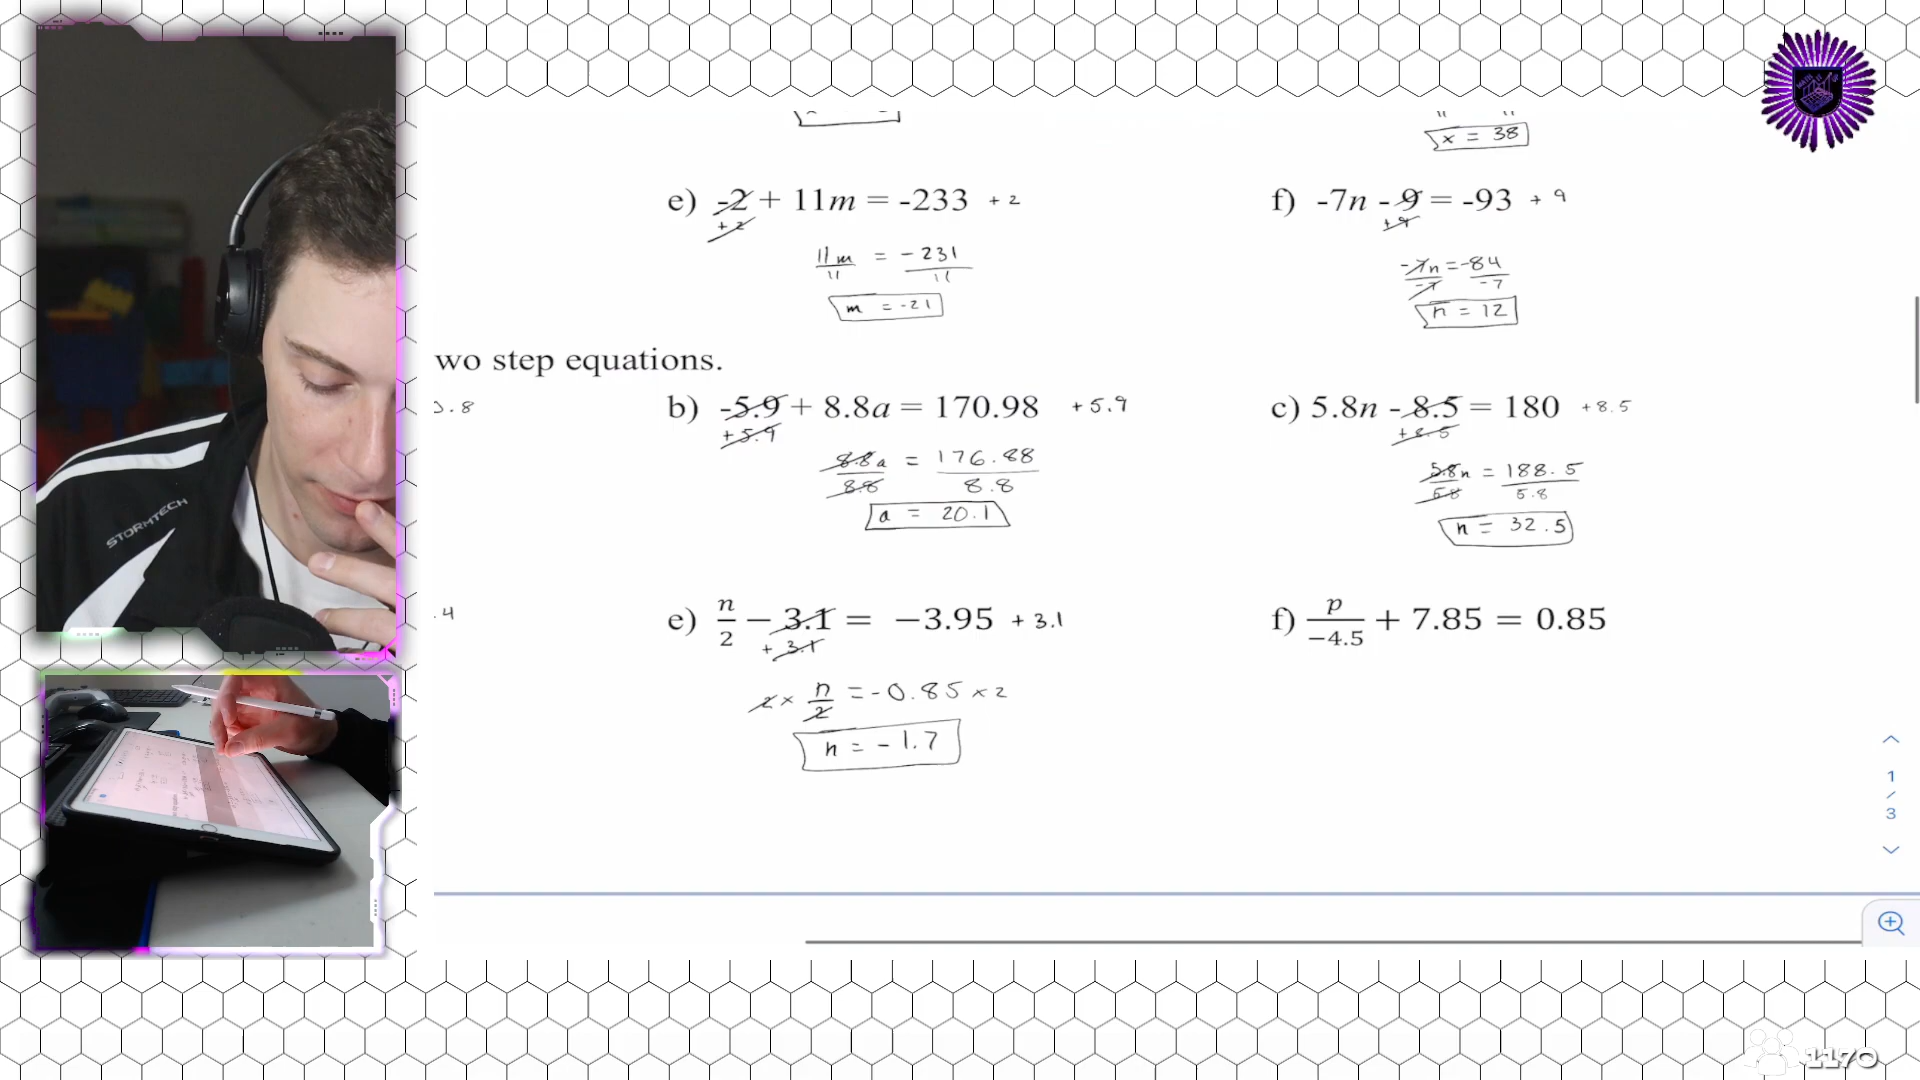 x = 38
e) -2 + 11m = -233 + 2
+2
11m = -231
11 11
m = -21
f) -7n - 9 = -93 + 9
+9
-7n = -84
-7 -7
n = 12
wo step equations.
.8
b) -5.9 + 8.8a = 170.98 +5.9
+5.9
8.8a = 176.88
8.8 8.8
a = 20.1
c) 5.8n - 8.5 = 180 +8.5
+8.5
5.8n = 188.5
5.8 5.8
n = 32.5
.4
e) n/2 − 3.1 = −3.95 + 3.1
+ 3.1
2 × n/2 = -0.85 × 2
n = -1.7
f) p/−4.5 + 7.85 = 0.85
STORMTECH
1
/
3
1170